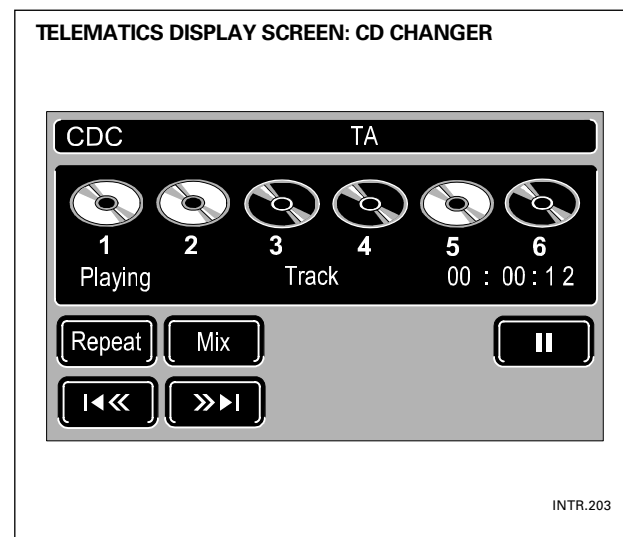 TELEMATICS DISPLAY SCREEN: CD CHANGER
CDC TA
1 2 3 4 5 6
Playing Track 00 : 00:12
Repeat Mix
INTR.203